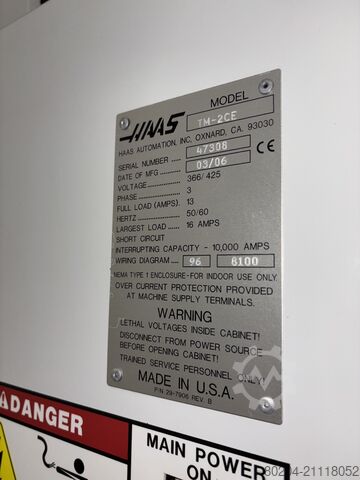 MODEL
HAAS TM-2CE
HAAS AUTOMATION, INC. OXNARD, CA. 93030
SERIAL NUMBER ..... 47308 CE
DATE OF MFG ........ 03/06
VOLTAGE ............... 366/425
PHASE ................... 3
FULL LOAD (AMPS). 13
HERTZ .................... 50/60
LARGEST LOAD ...... 16 AMPS
SHORT CIRCUIT
INTERRUPTING CAPACITY - 10,000 AMPS
WIRING DIAGRAM ... 96 8100
NEMA TYPE 1 ENCLOSURE-FOR INDOOR USE ONLY
OVER CURRENT PROTECTION PROVIDED
AT MACHINE SUPPLY TERMINALS.
WARNING
LETHAL VOLTAGES INSIDE CABINET!
DISCONNECT FROM POWER SOURCE
BEFORE OPENING CABINET!
TRAINED SERVICE PERSONNEL ONLY!
MADE IN U.S.A.
P/N 29-7906 REV. B
DANGER
MAIN POWER
ON
80204-21118052